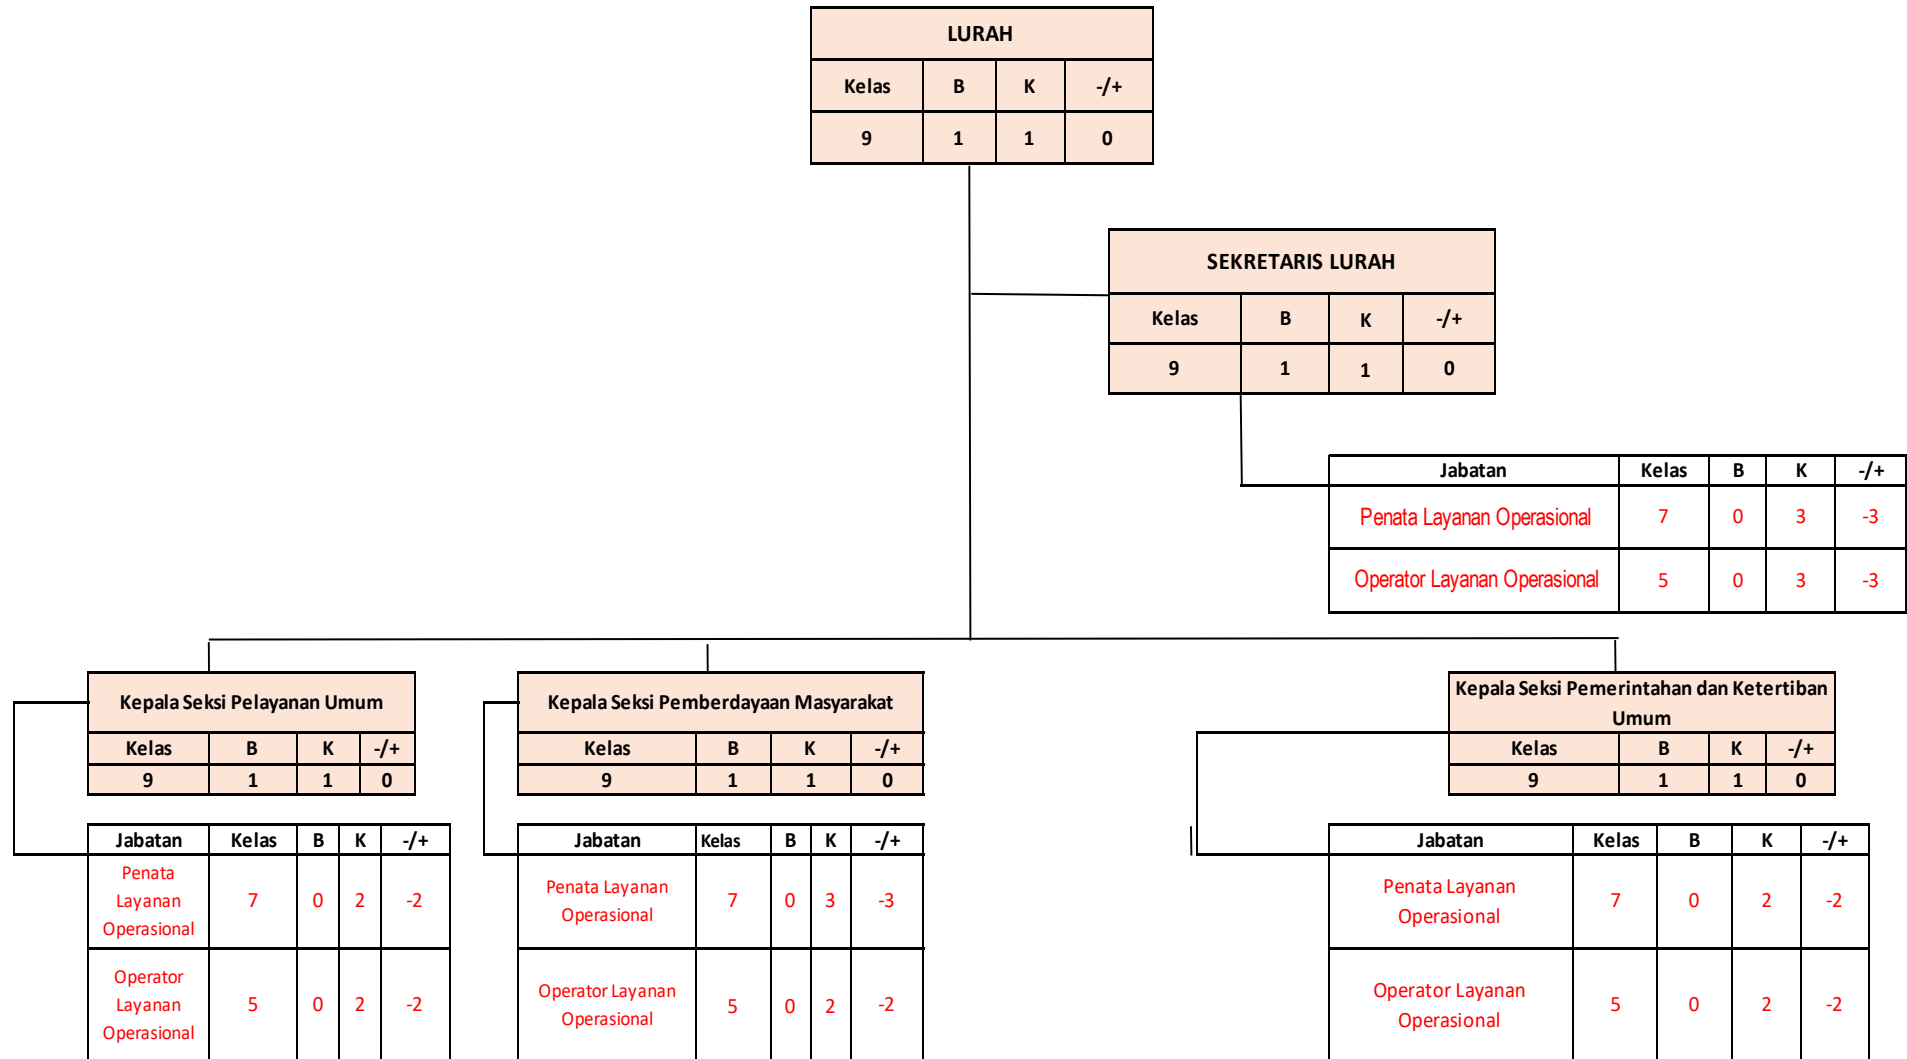 LURAH
Kelas B K -/+
9 1 1 0
SEKRETARIS LURAH
Kelas B K -/+
9 1 1 0
Jabatan Kelas B K -/+
Penata Layanan Operasional 7 0 3 -3
Operator Layanan Operasional 5 0 3 -3
Kepala Seksi Pelayanan Umum
Kelas B K -/+
9 1 1 0
Jabatan Kelas B K -/+
Penata
Layanan
Operasional
7 0 2 -2
Operator
Layanan
Operasional
5 0 2 -2
Kepala Seksi Pemberdayaan Masyarakat
Kelas B K -/+
9 1 1 0
Jabatan Kelas B K -/+
Penata Layanan
Operasional
7 0 3 -3
Operator Layanan
Operasional
5 0 2 -2
Kepala Seksi Pemerintahan dan Ketertiban
Umum
Kelas B K -/+
9 1 1 0
Jabatan Kelas B K -/+
Penata Layanan
Operasional
7 0 2 -2
Operator Layanan
Operasional
5 0 2 -2